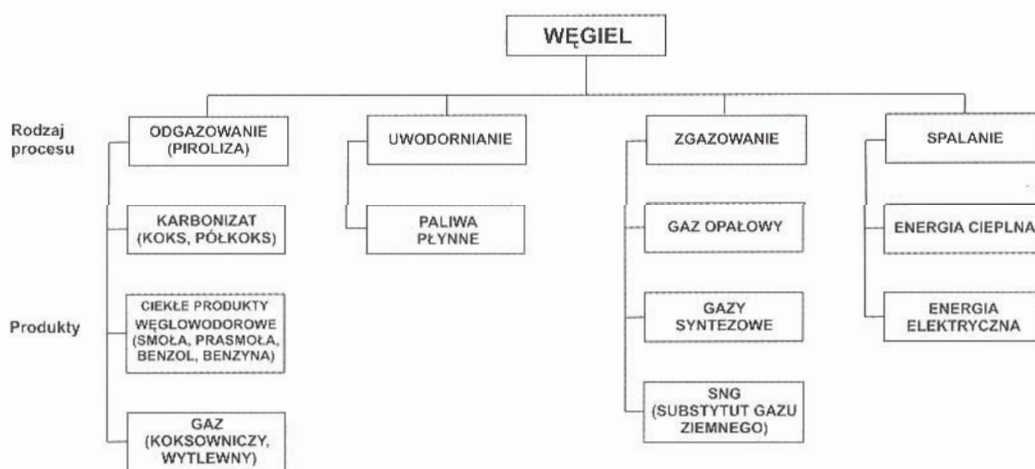 WĘGIEL
Rodzaj
procesu
ODGAZOWANIE
(PIROLIZA)
UWODORNIANIE
ZGAZOWANIE
SPALANIE
KARBONIZAT
(KOKS, PÓŁKOKS)
PALIWA
PŁYNNE
GAZ OPAŁOWY
ENERGIA CIEPLNA
Produkty
CIEKŁE PRODUKTY
WĘGLOWODOROWE
(SMOŁA, PRASMOŁA,
BENZOL, BENZYNA)
GAZY
SYNTEZOWE
ENERGIA
ELEKTRYCZNA
GAZ
(KOKSOWNICZY,
WYTLEWNY)
SNG
(SUBSTYTUT GAZU
ZIEMNEGO)